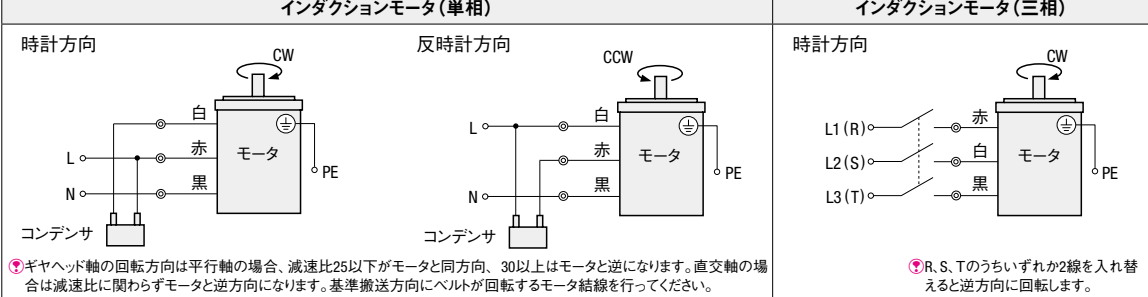 インダクションモータ（単相）
時計方向
CW
白
赤
黒
L
N
モータ
PE
コンデンサ
反時計方向
CCW
白
赤
黒
L
N
モータ
PE
コンデンサ
ギヤヘッド軸の回転方向は平行軸の場合、減速比25以下がモータと同方向、30以上はモータと逆になります。直交軸の場
合は減速比に関わらずモータと逆方向になります。基準搬送方向にベルトが回転するモータ結線を行ってください。
インダクションモータ（三相）
時計方向
CW
L1（R）
L2（S）
L3（T）
赤
白
黒
モータ
PE
R、S、Tのうちいずれか2線を入れ替
えると逆方向に回転します。